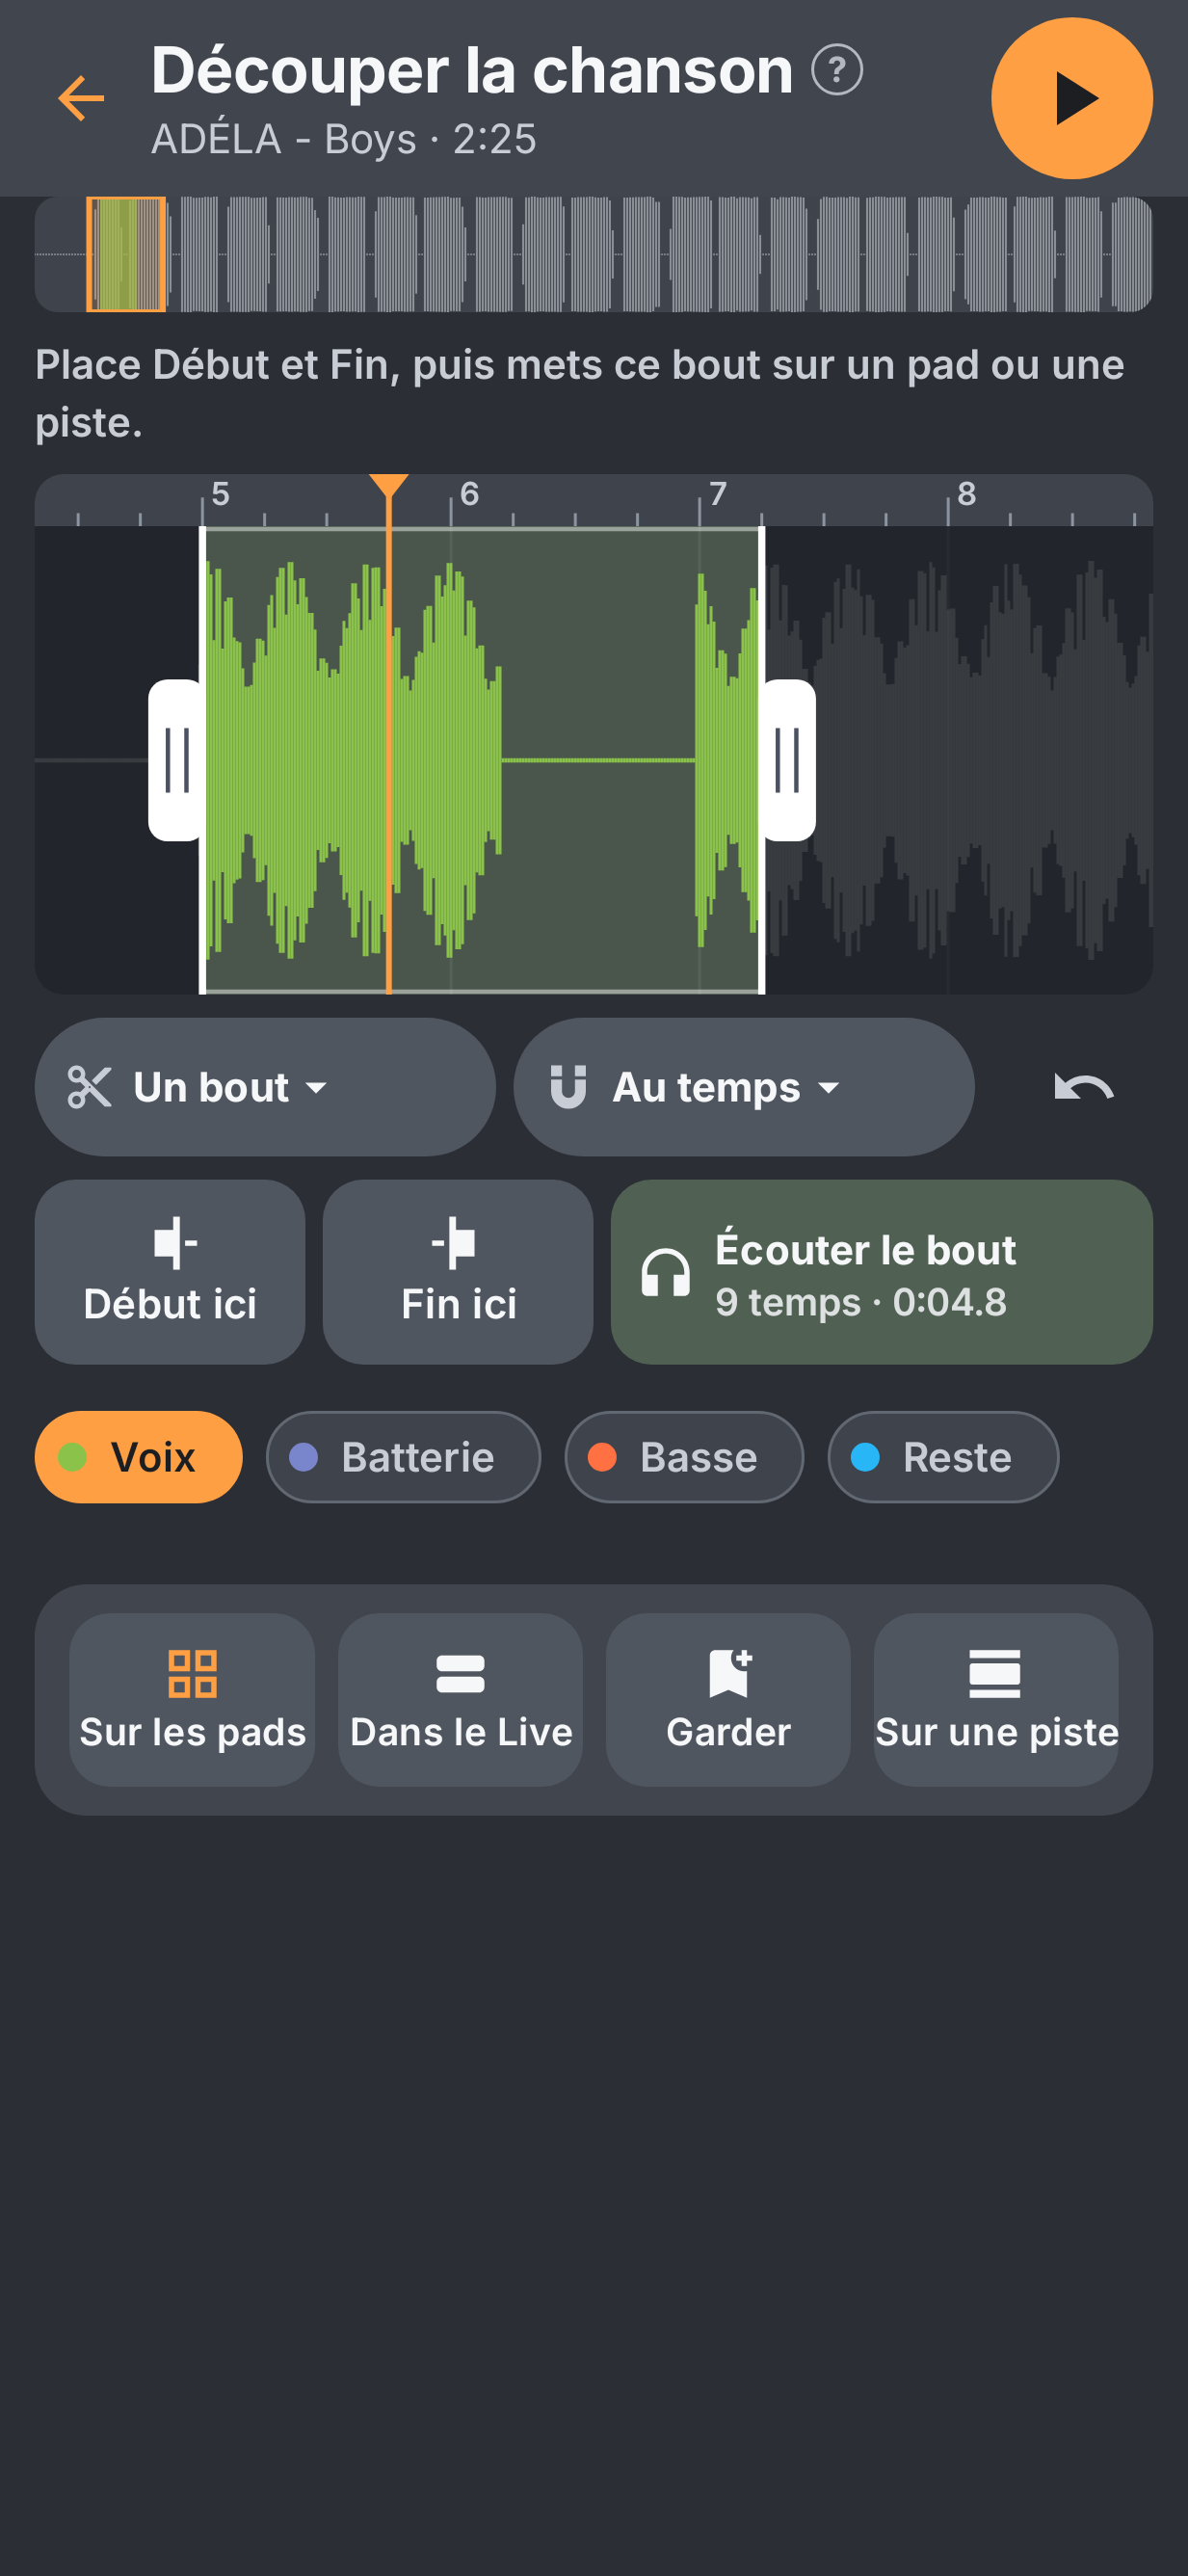 Découper la chanson ?
ADÉLA - Boys · 2:25
Place Début et Fin, puis mets ce bout sur un pad ou une
piste.
5 6 7 8
Un bout
Au temps
Début ici
Fin ici
Écouter le bout
9 temps · 0:04.8
Voix
Batterie
Basse
Reste
Sur les pads
Dans le Live
Garder
Sur une piste